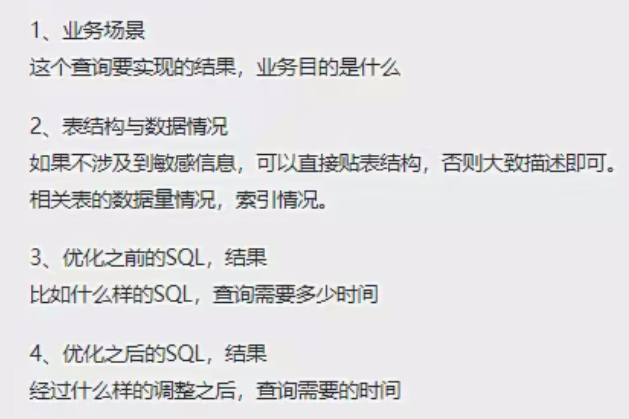 1、业务场景
这个查询要实现的结果，业务目的是什么
2、表结构与数据情况
如果不涉及到敏感信息，可以直接贴表结构，否则大致描述即可。
相关表的数据量情况，索引情况。
3、优化之前的SQL，结果
比如什么样的SQL，查询需要多少时间
4、优化之后的SQL，结果
经过什么样的调整之后，查询需要的时间